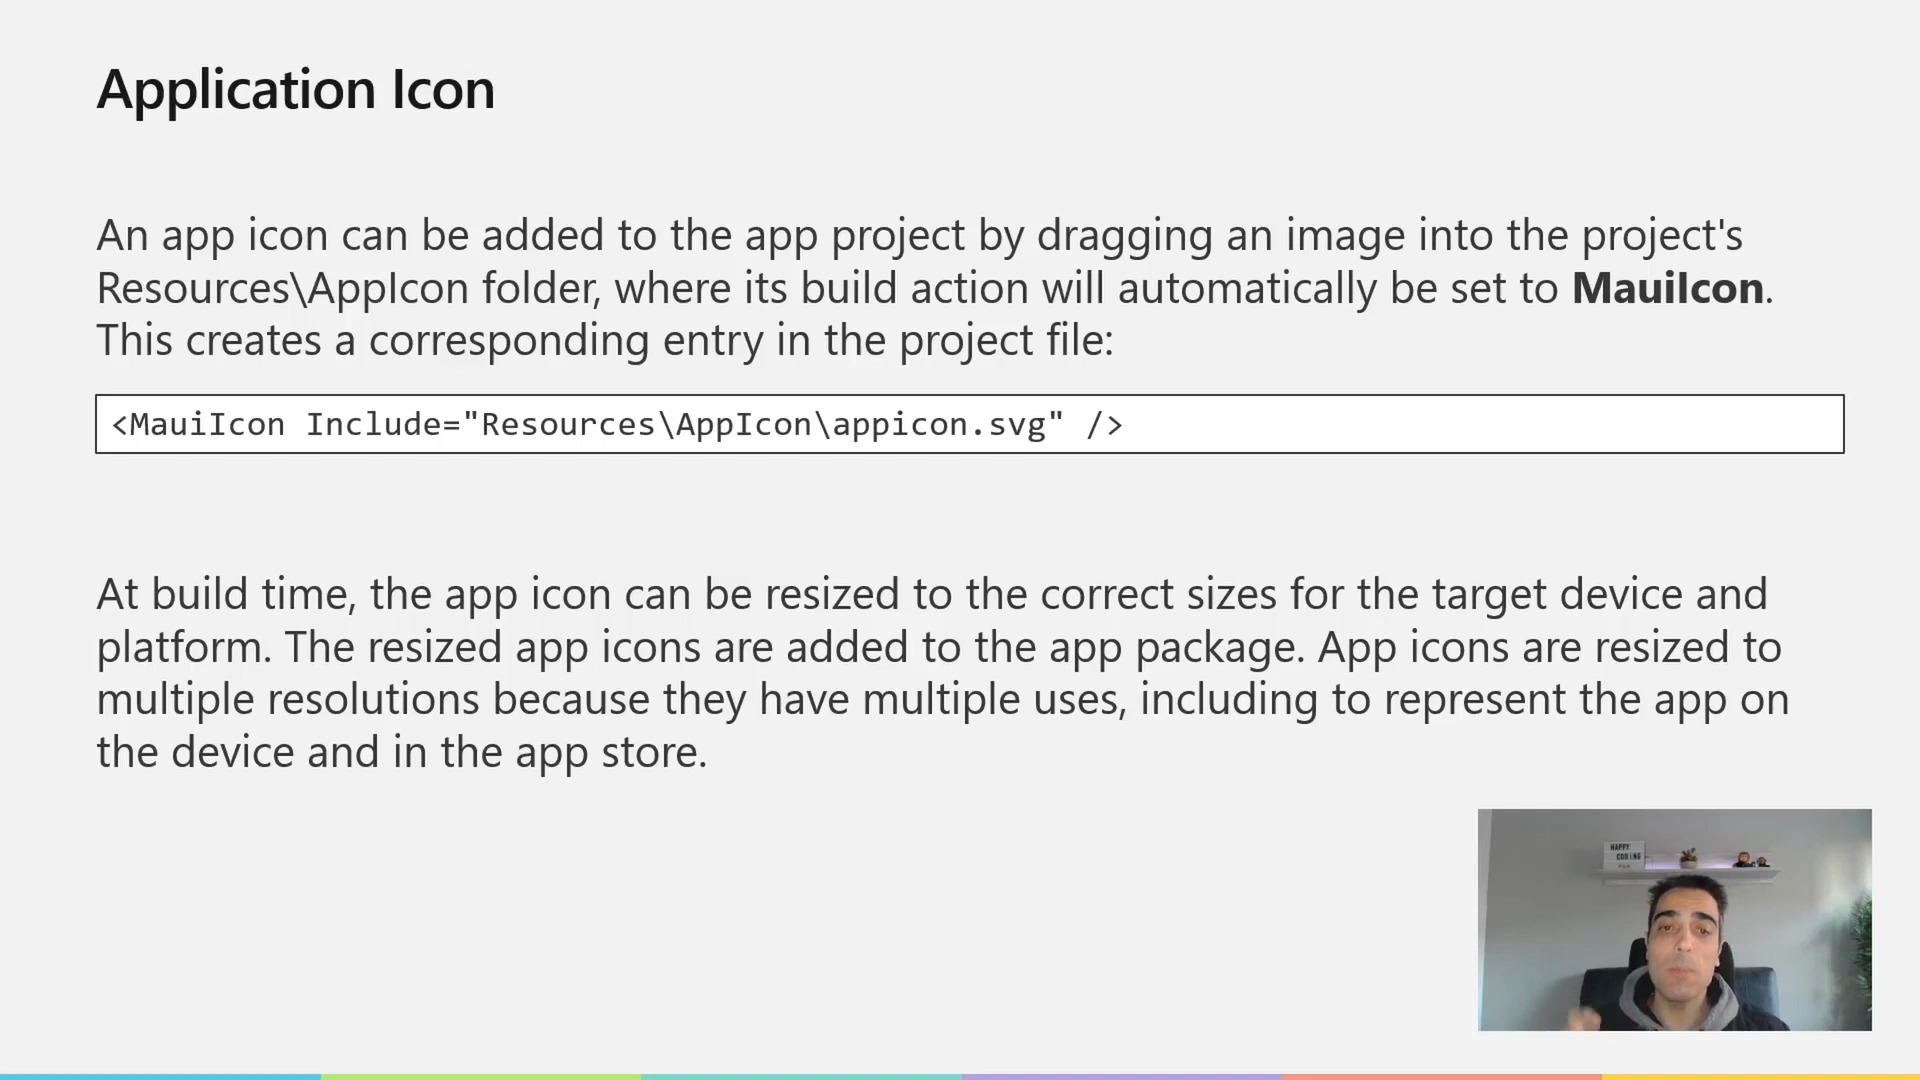 Application Icon
An app icon can be added to the app project by dragging an image into the project's
Resources\AppIcon folder, where its build action will automatically be set to MauiIcon.
This creates a corresponding entry in the project file:
<MauiIcon Include="Resources\AppIcon\appicon.svg" />
At build time, the app icon can be resized to the correct sizes for the target device and
platform. The resized app icons are added to the app package. App icons are resized to
multiple resolutions because they have multiple uses, including to represent the app on
the device and in the app store.
HAPPY
CODING